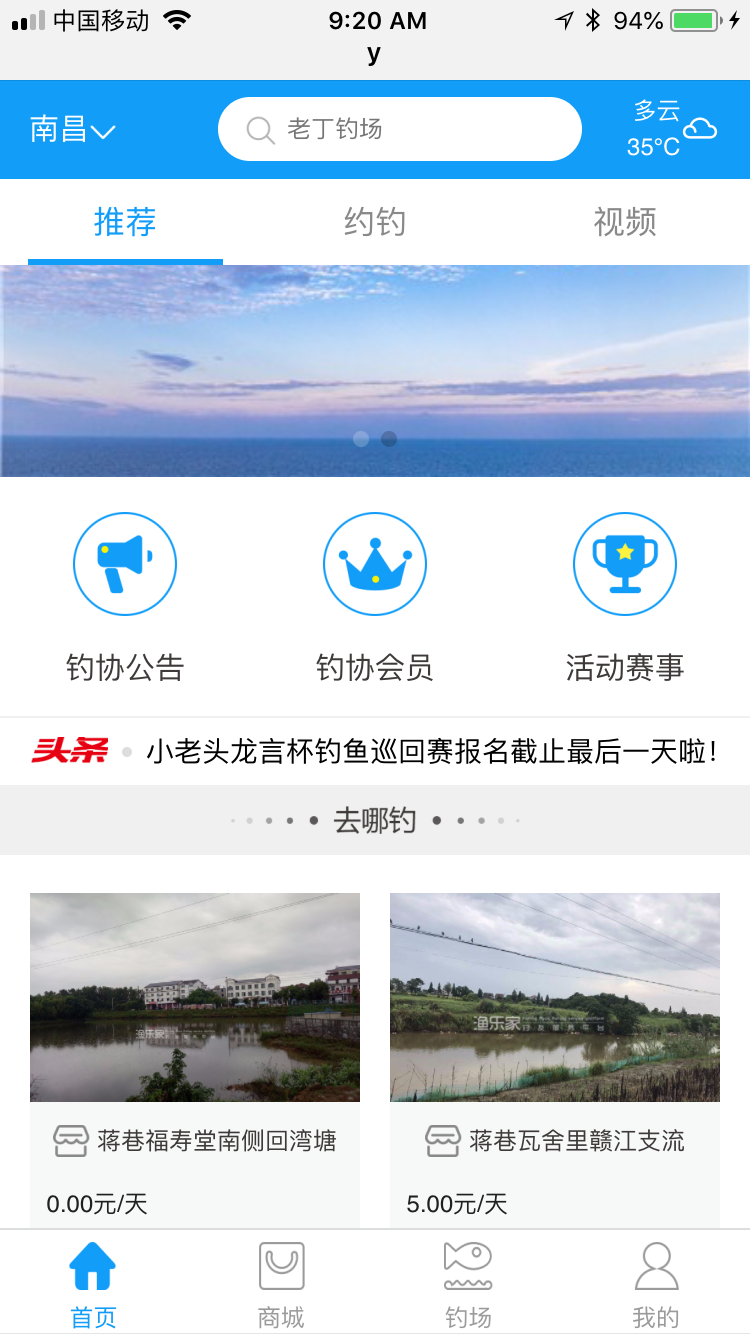 中国移动 9:20 AM 94%
y
南昌 老丁钓场 多云
35°C
推荐 约钓 视频
钓协公告 钓协会员 活动赛事
头条 小老头龙言杯钓鱼巡回赛报名截止最后一天啦！
去哪钓
渔乐家 渔乐家
蒋巷福寿堂南侧回湾塘 蒋巷瓦舍里赣江支流
0.00元/天 5.00元/天
首页 商城 钓场 我的